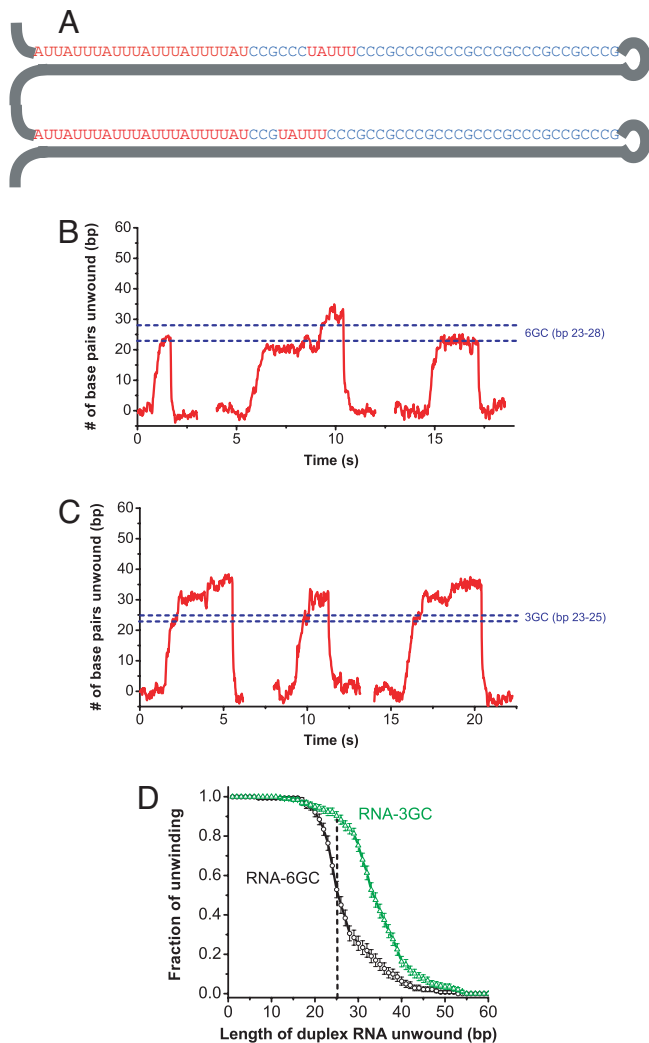 A
AUUAUUUAUUUAUUUAUUUUAUCCGCCCUAUUUCCCGCCCGCCCGCCCGCCCGCCGCCCG
AUUAUUUAUUUAUUUAUUUUAUCCGUAUUUCCCGCCGCCCGCCCGCCCGCCCGCCGCCCG
B
# of base pairs unwound (bp)
60
50
40
30
20
10
0
6GC (bp 23-28)
0 5 10 15
Time (s)
C
# of base pairs unwound (bp)
60
50
40
30
20
10
0
3GC (bp 23-25)
0 5 10 15 20
Time (s)
D
Fraction of unwinding
1.0
0.8
0.6
0.4
0.2
0.0
RNA-3GC
RNA-6GC
0 10 20 30 40 50 60
Length of duplex RNA unwound (bp)